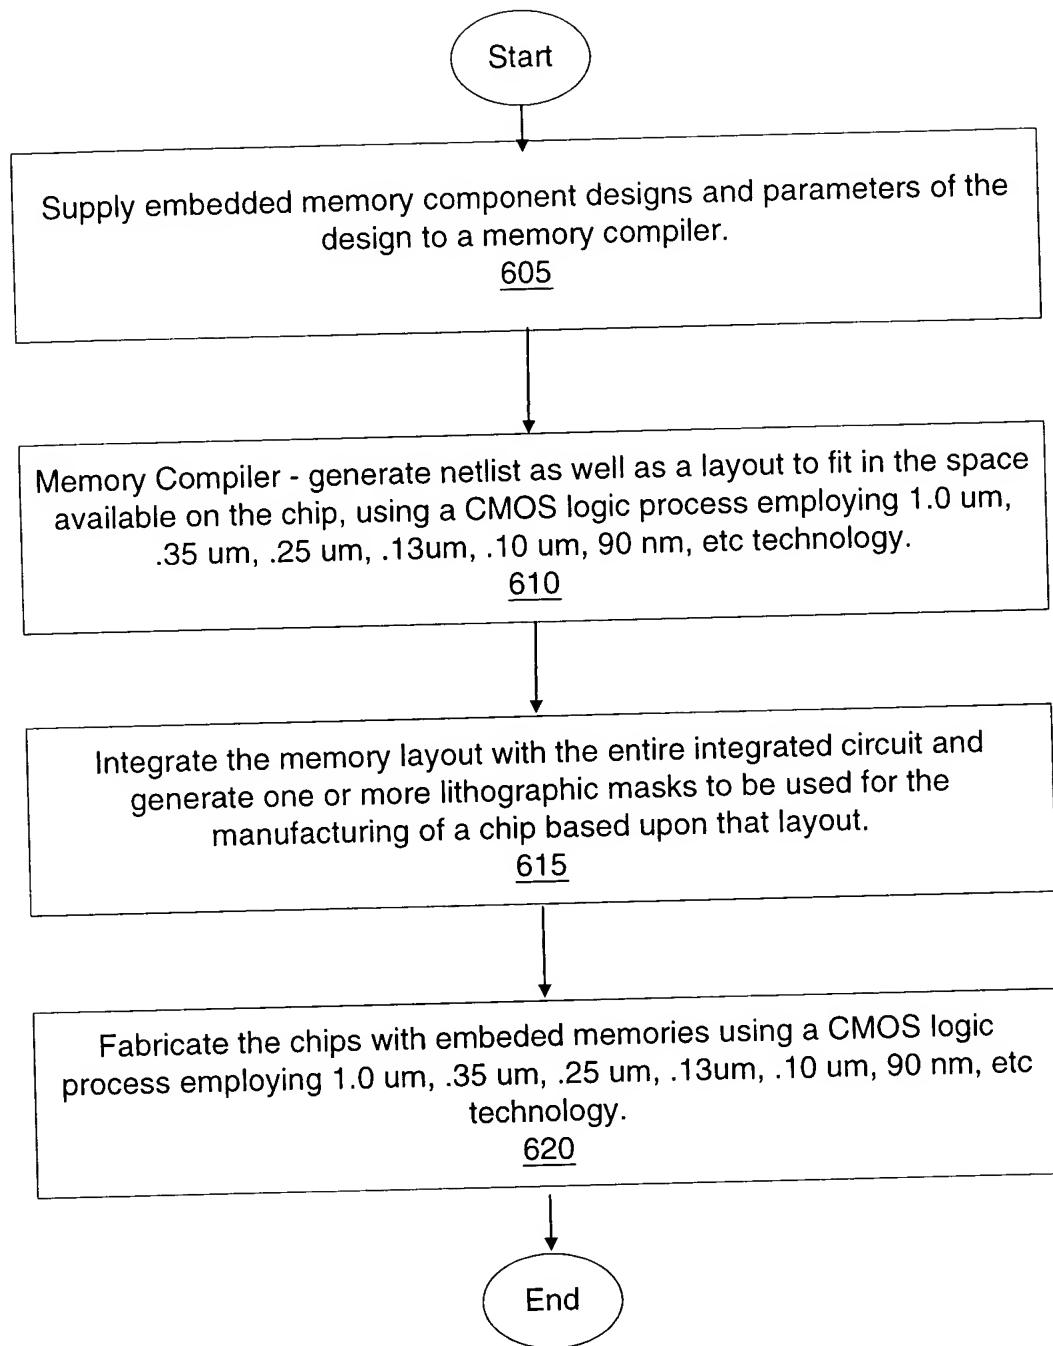 Start
Supply embedded memory component designs and parameters of the
design to a memory compiler.
605
Memory Compiler - generate netlist as well as a layout to fit in the space
available on the chip, using a CMOS logic process employing 1.0 um,
.35 um, .25 um, .13um, .10 um, 90 nm, etc technology.
610
Integrate the memory layout with the entire integrated circuit and
generate one or more lithographic masks to be used for the
manufacturing of a chip based upon that layout.
615
Fabricate the chips with embeded memories using a CMOS logic
process employing 1.0 um, .35 um, .25 um, .13um, .10 um, 90 nm, etc
technology.
620
End